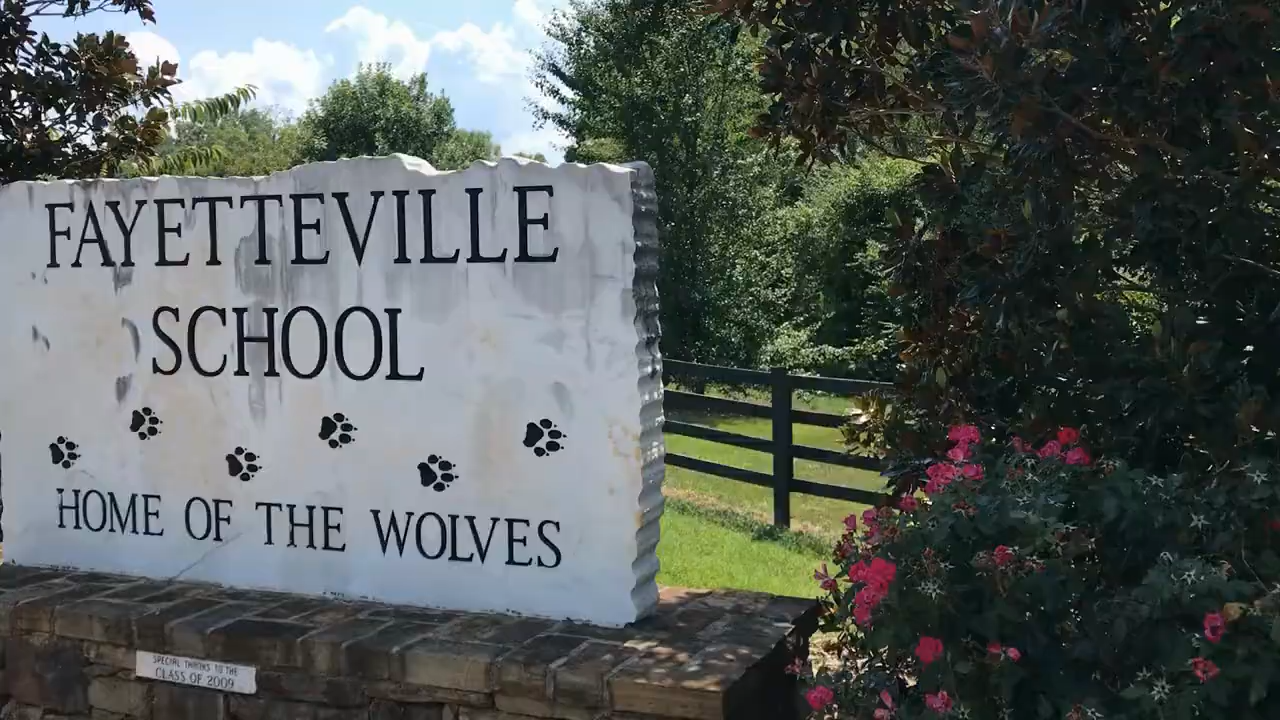 FAYETTEVILLE
SCHOOL
HOME OF THE WOLVES
SPECIAL THANKS TO THE
CLASS OF 2009